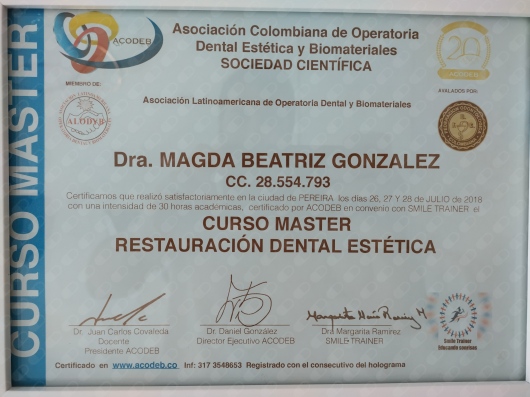 CURSO MASTER
ACODEB
Asociación Colombiana de Operatoria
Dental Estética y Biomateriales
SOCIEDAD CIENTÍFICA
20
ACODEB
MIEMBRO DE:
AVALADOS POR:
Asociación Latinoamericana de Operatoria Dental y Biomateriales
ALODYB
Dra. MAGDA BEATRIZ GONZALEZ
CC. 28.554.793
Certificamos que realizó satisfactoriamente en la ciudad de PEREIRA los días 26, 27 Y 28 de JULIO de 2018
con una intensidad de 30 horas académicas, certificado por ACODEB en convenio con SMILE TRAINER el
CURSO MASTER
RESTAURACIÓN DENTAL ESTÉTICA
Dr. Juan Carlos Covaleda
Docente
Presidente ACODEB
Dr. Daniel González
Director Ejecutivo ACODEB
Margarita Ramirez M
Dra Margarita Ramirez
SMILE TRAINER
Smile Trainer
Certificado en www.acodeb.co Inf: 317 3548653 Registrado con el consecutivo del holograma